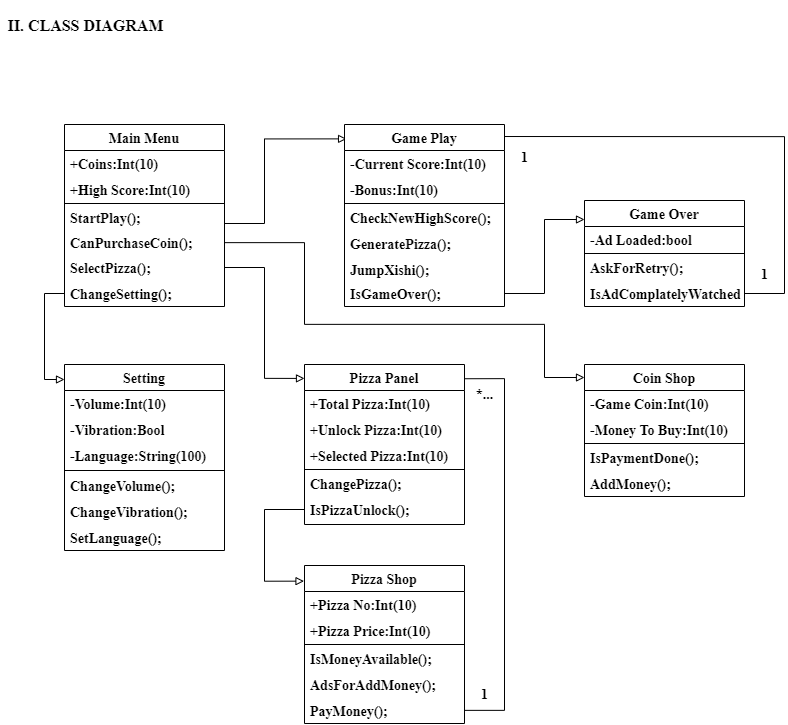 II. CLASS DIAGRAM
Main Menu
+Coins:Int(10)
+High Score:Int(10)
StartPlay();
CanPurchaseCoin();
SelectPizza();
ChangeSetting();
Game Play
-Current Score:Int(10)
-Bonus:Int(10)
CheckNewHighScore();
GeneratePizza();
JumpXishi();
IsGameOver();
1
Game Over
-Ad Loaded:bool
AskForRetry();
IsAdComplatelyWatched
1
Setting
-Volume:Int(10)
-Vibration:Bool
-Language:String(100)
ChangeVolume();
ChangeVibration();
SetLanguage();
Pizza Panel
+Total Pizza:Int(10)
+Unlock Pizza:Int(10)
+Selected Pizza:Int(10)
ChangePizza();
IsPizzaUnlock();
*...
Coin Shop
-Game Coin:Int(10)
-Money To Buy:Int(10)
IsPaymentDone();
AddMoney();
Pizza Shop
+Pizza No:Int(10)
+Pizza Price:Int(10)
IsMoneyAvailable();
AdsForAddMoney();
PayMoney();
1